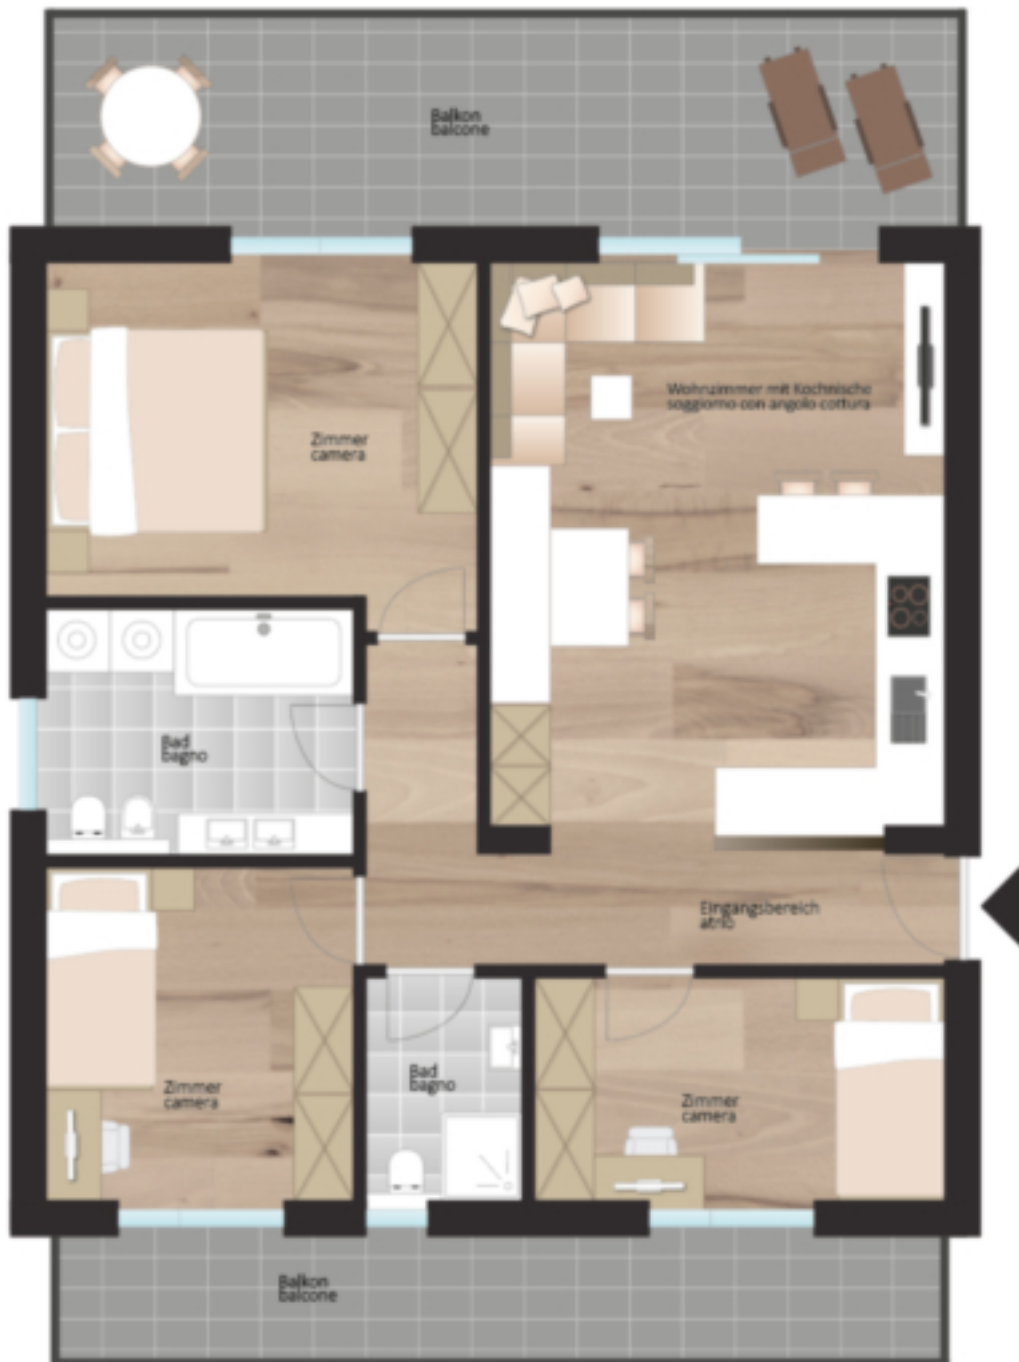 Balkon
balcone
Wohnzimmer mit Kochnische
soggiorno con angolo cottura
Zimmer
camera
Bad
bagno
Eingangsbereich
atrio
Bad
bagno
Zimmer
camera
Zimmer
camera
Balkon
balcone